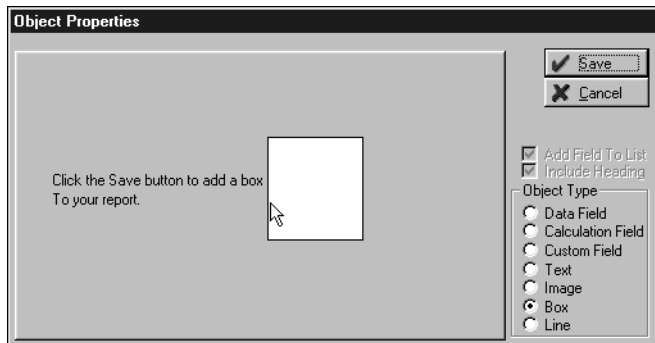 Object Properties
Click the Save button to add a box
To your report.
Save
Cancel
Add Field To List
Include Heading
Object Type
Data Field
Calculation Field
Custom Field
Text
Image
Box
Line